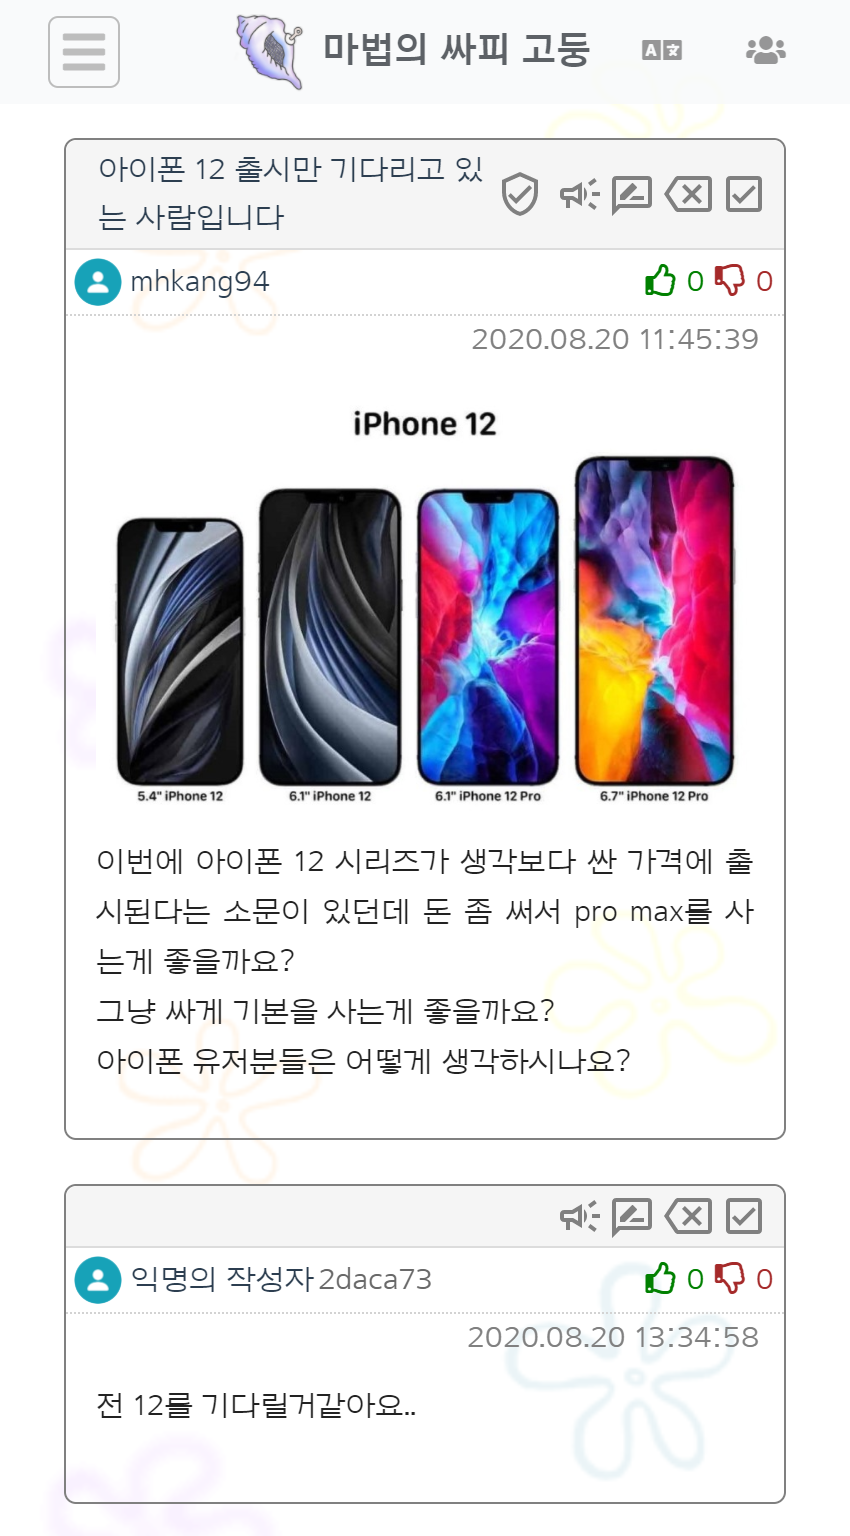 마법의 싸피 고둥
아이폰 12 출시만 기다리고 있
는 사람입니다
mhkang94 0 0
2020.08.20 11:45:39
iPhone 12
5.4" iPhone 12 6.1" iPhone 12 6.1" iPhone 12 Pro 6.7" iPhone 12 Pro
이번에 아이폰 12 시리즈가 생각보다 싼 가격에 출
시된다는 소문이 있던데 돈 좀 써서 pro max를 사
는게 좋을까요?
그냥 싸게 기본을 사는게 좋을까요?
아이폰 유저분들은 어떻게 생각하시나요?
익명의 작성자 2daca73 0 0
2020.08.20 13:34:58
전 12를 기다릴거같아요..